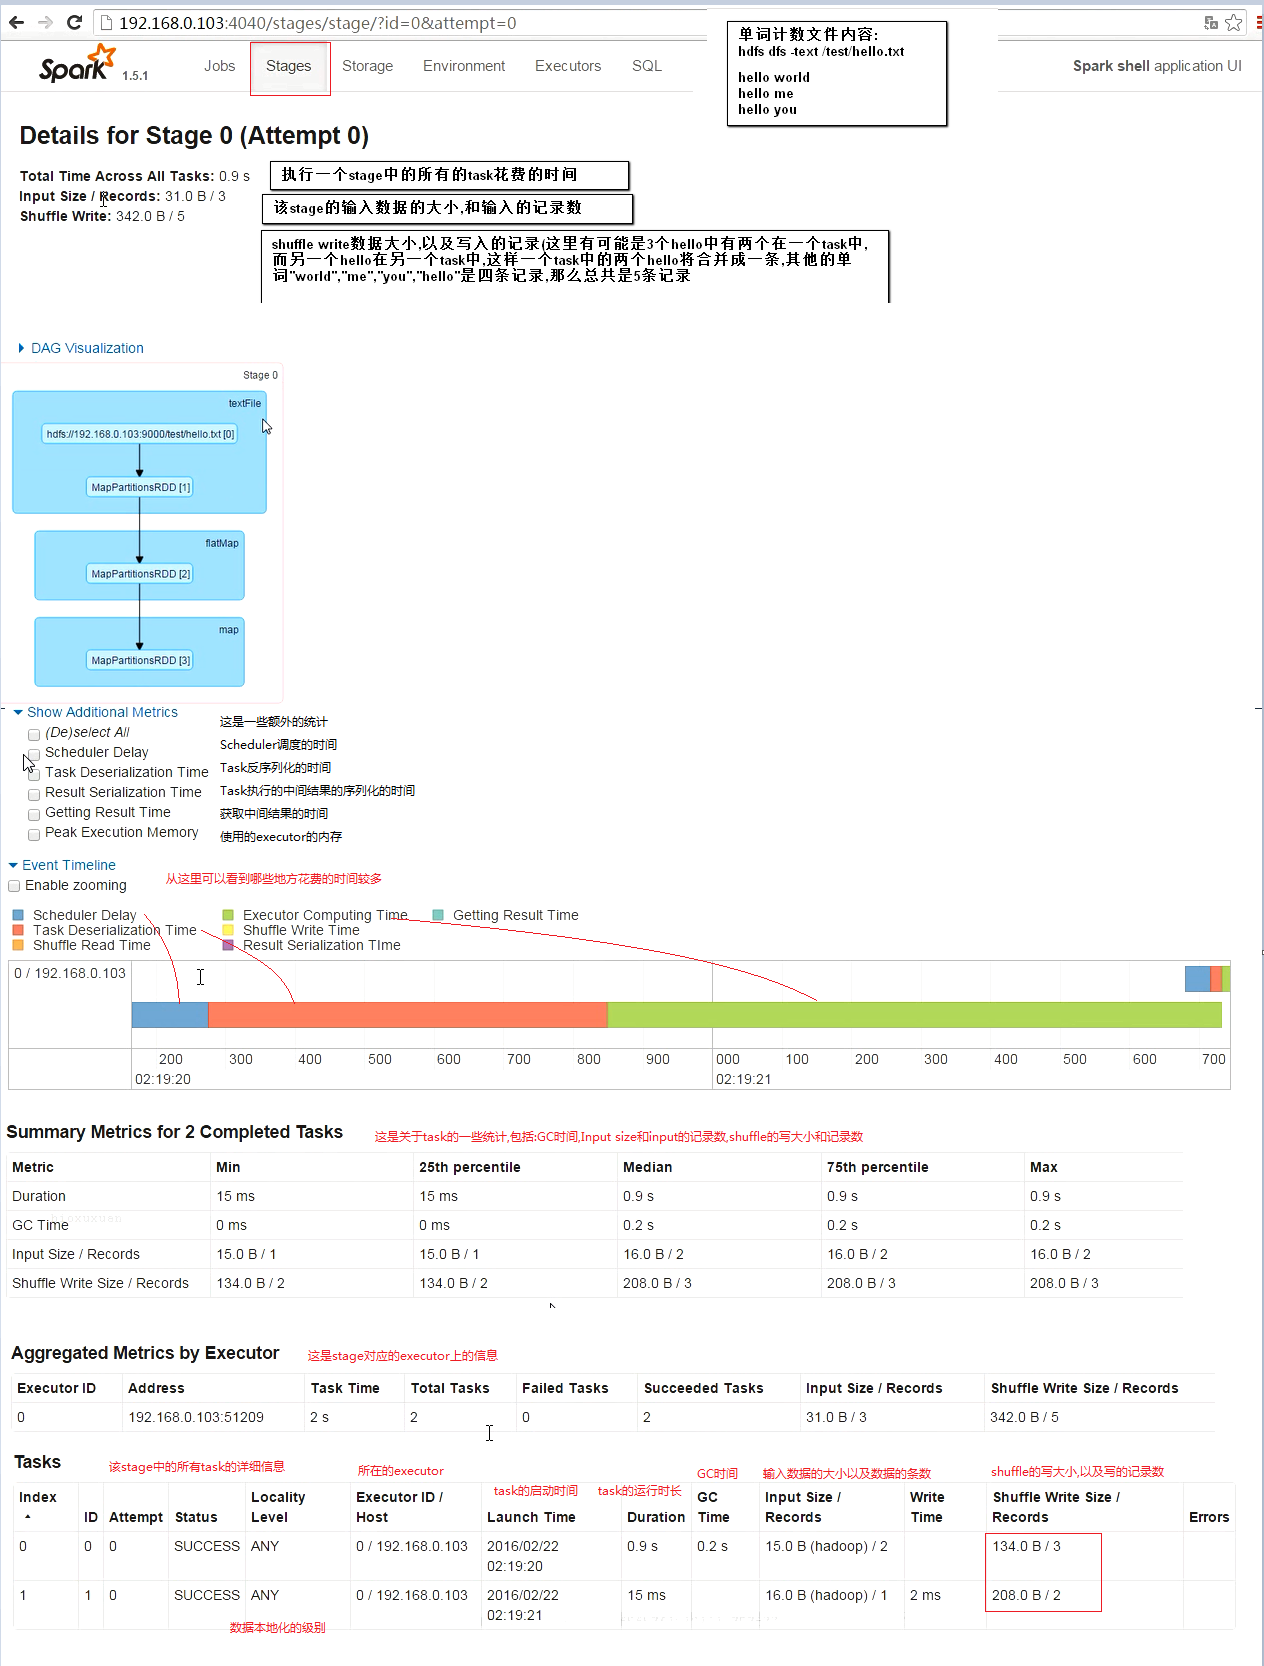 192.168.0.103:4040/stages/stage/?id=0&attempt=0
单词计数文件内容:
hdfs dfs -text /test/hello.txt
hello world
hello me
hello you
Spark 1.5.1 Jobs Stages Storage Environment Executors SQL Spark shell application UI
Details for Stage 0 (Attempt 0)
Total Time Across All Tasks: 0.9 s 执行一个stage中的所有的task花费的时间
Input Size / Records: 31.0 B / 3 该stage的输入数据的大小,和输入的记录数
Shuffle Write: 342.0 B / 5
shuffle write数据大小,以及写入的记录(这里有可能是3个hello中有两个在一个task中,
而另一个hello在另一个task中,这样一个task中的两个hello将合并成一条,其他的单
词"world","me","you","hello"是四条记录,那么总共是5条记录
DAG Visualization
Stage 0
textFile
hdfs://192.168.0.103:9000/test/hello.txt [0]
MapPartitionsRDD [1]
flatMap
MapPartitionsRDD [2]
map
MapPartitionsRDD [3]
Show Additional Metrics 这是一些额外的统计
(De)select All
Scheduler Delay Scheduler调度的时间
Task Deserialization Time Task反序列化的时间
Result Serialization Time Task执行的中间结果的序列化的时间
Getting Result Time 获取中间结果的时间
Peak Execution Memory 使用的executor的内存
Event Timeline
Enable zooming 从这里可以看到哪些地方花费的时间较多
Scheduler Delay Executor Computing Time Getting Result Time
Task Deserialization Time Shuffle Write Time
Shuffle Read Time Result Serialization TIme
0 / 192.168.0.103
200 300 400 500 600 700 800 900 000 100 200 300 400 500 600 700
02:19:20 02:19:21
Summary Metrics for 2 Completed Tasks 这是关于task的一些统计,包括:GC时间,Input size和input的记录数,shuffle的写大小和记录数
Metric Min 25th percentile Median 75th percentile Max
Duration 15 ms 15 ms 0.9 s 0.9 s 0.9 s
GC Time 0 ms 0 ms 0.2 s 0.2 s 0.2 s
Input Size / Records 15.0 B / 1 15.0 B / 1 16.0 B / 2 16.0 B / 2 16.0 B / 2
Shuffle Write Size / Records 134.0 B / 2 134.0 B / 2 208.0 B / 3 208.0 B / 3 208.0 B / 3
Aggregated Metrics by Executor 这是stage对应的executor上的信息
Executor ID Address Task Time Total Tasks Failed Tasks Succeeded Tasks Input Size / Records Shuffle Write Size / Records
0 192.168.0.103:51209 2 s 2 0 2 31.0 B / 3 342.0 B / 5
Tasks 该stage中的所有task的详细信息 所在的executor task的启动时间 task的运行时长 GC时间 输入数据的大小以及数据的条数 shuffle的写大小,以及写的记录数
Index ID Attempt Status Locality Level Executor ID / Host Launch Time Duration GC Time Input Size / Records Write Time Shuffle Write Size / Records Errors
0 0 0 SUCCESS ANY 0 / 192.168.0.103 2016/02/22 02:19:20 0.9 s 0.2 s 15.0 B (hadoop) / 2 134.0 B / 3
1 1 0 SUCCESS ANY 0 / 192.168.0.103 2016/02/22 02:19:21 15 ms 16.0 B (hadoop) / 1 2 ms 208.0 B / 2
数据本地化的级别